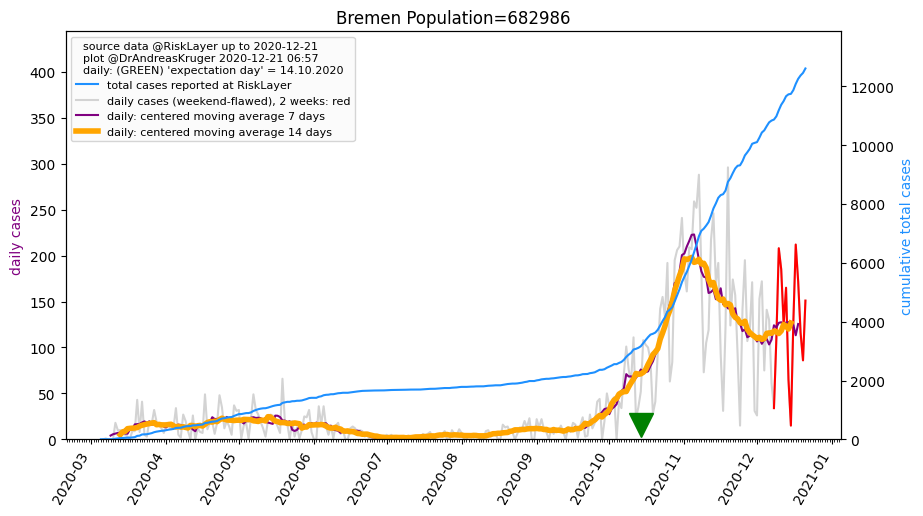 Bremen Population=682986
source data @RiskLayer up to 2020-12-21
plot @DrAndreasKruger 2020-12-21 06:57
daily: (GREEN) 'expectation day' = 14.10.2020
total cases reported at RiskLayer
daily cases (weekend-flawed), 2 weeks: red
daily: centered moving average 7 days
daily: centered moving average 14 days
daily cases
400
350
300
250
200
150
100
50
0
cumulative total cases
12000
10000
8000
6000
4000
2000
0
2020-03
2020-04
2020-05
2020-06
2020-07
2020-08
2020-09
2020-10
2020-11
2020-12
2021-01